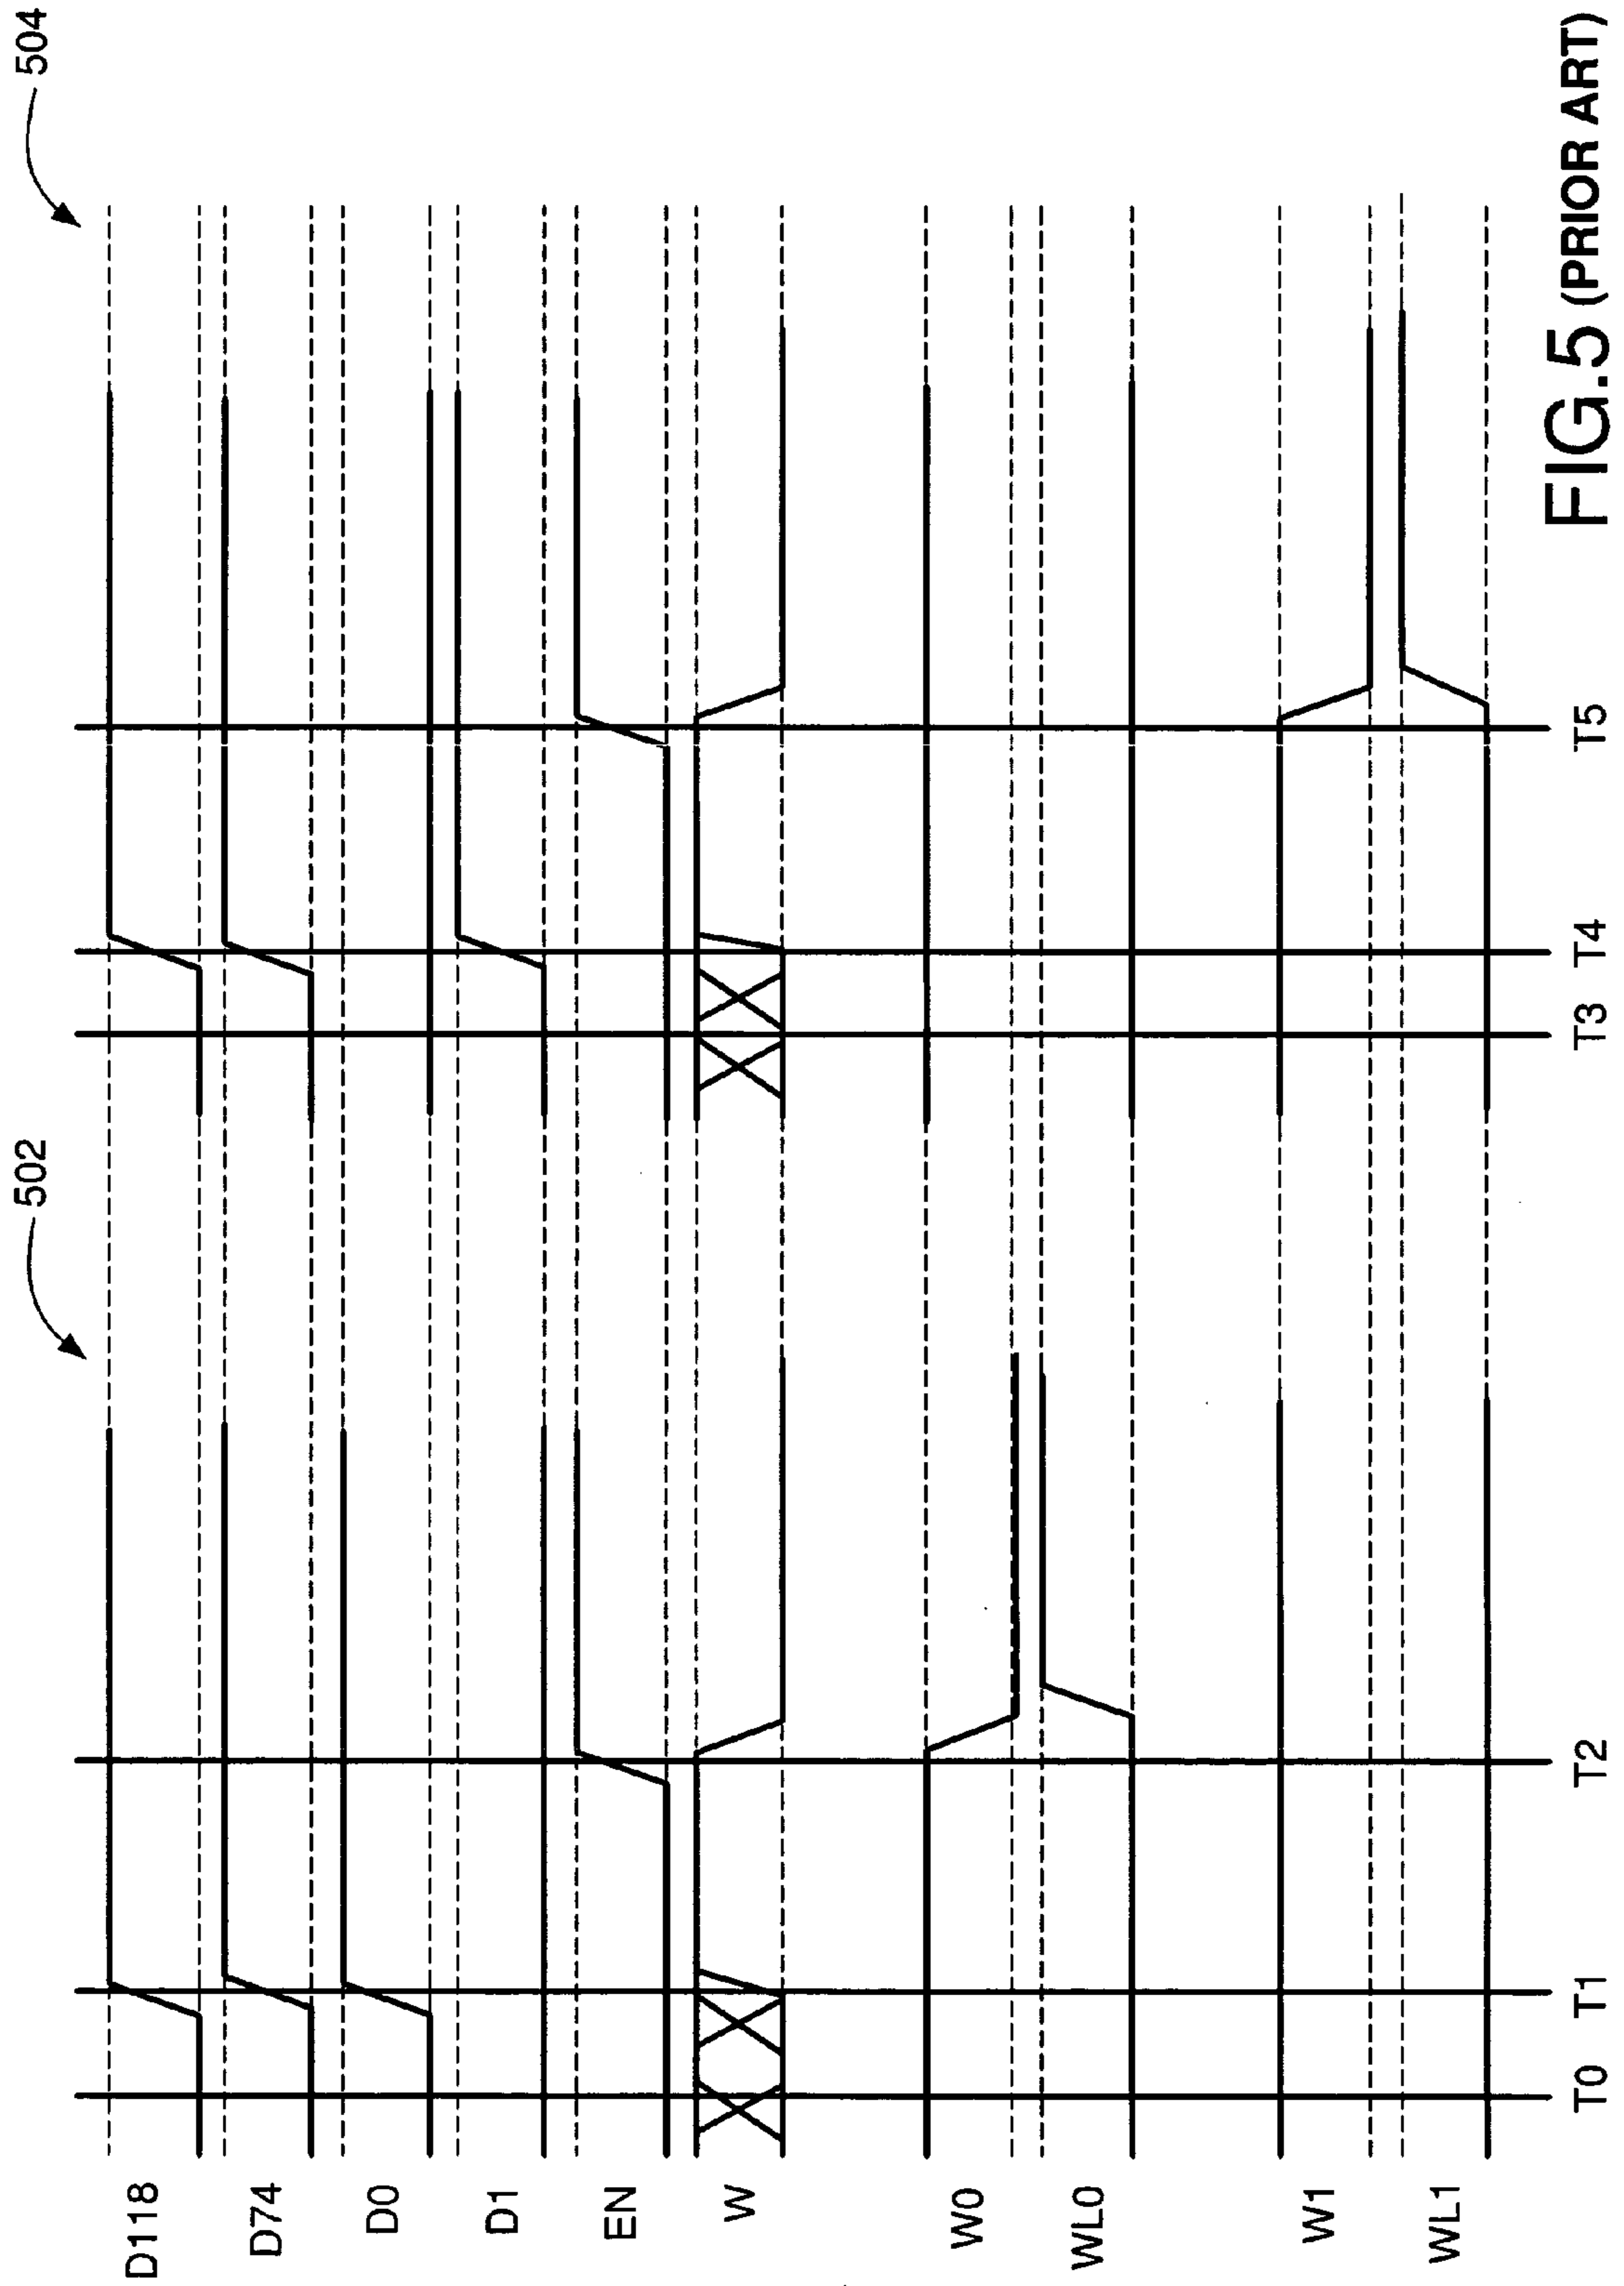 502
504
D118
D74
D0
D1
EN
W
W0
WL0
W1
WL1
T0 T1 T2 T3 T4 T5
FIG.5 (PRIOR ART)